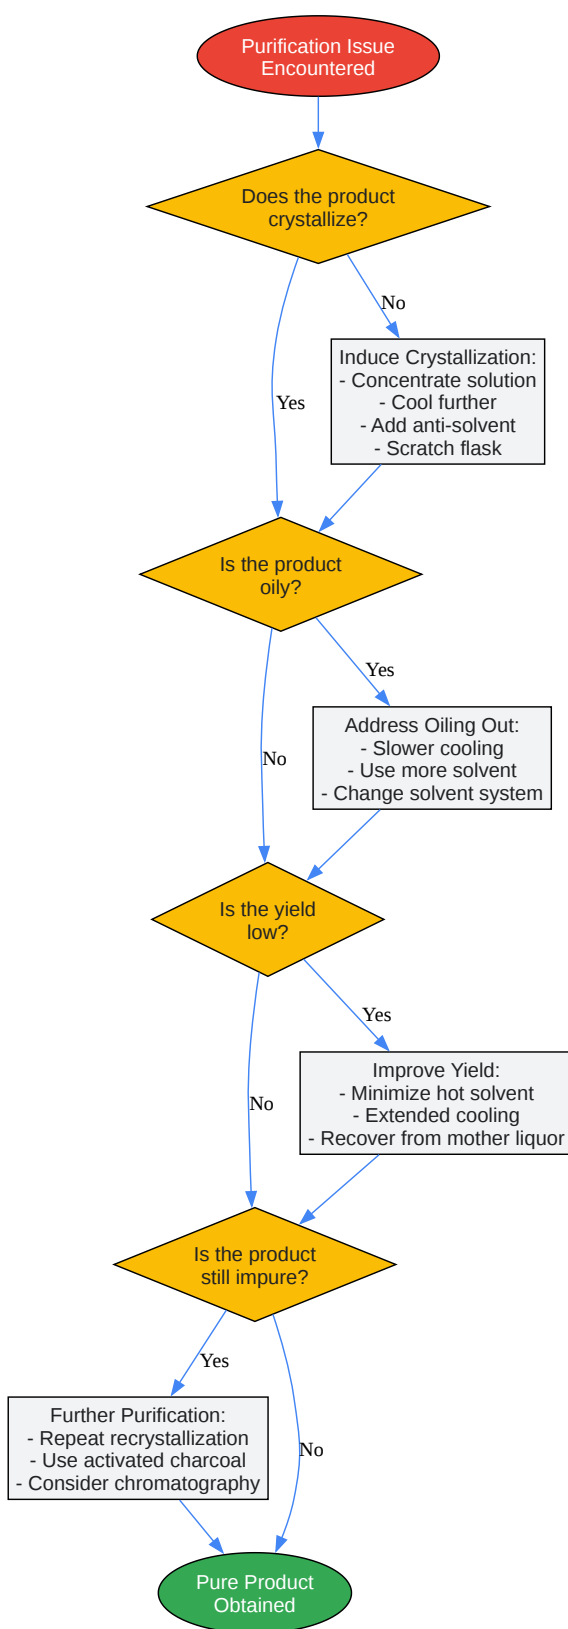 Purification Issue
Encountered
Does the product
crystallize?
No
Induce Crystallization:
- Concentrate solution
- Cool further
- Add anti-solvent
- Scratch flask
Yes
Is the product
oily?
Yes
Address Oiling Out:
- Slower cooling
- Use more solvent
- Change solvent system
No
Is the yield
low?
Yes
Improve Yield:
- Minimize hot solvent
- Extended cooling
- Recover from mother liquor
No
Is the product
still impure?
Yes
Further Purification:
- Repeat recrystallization
- Use activated charcoal
- Consider chromatography
No
Pure Product
Obtained